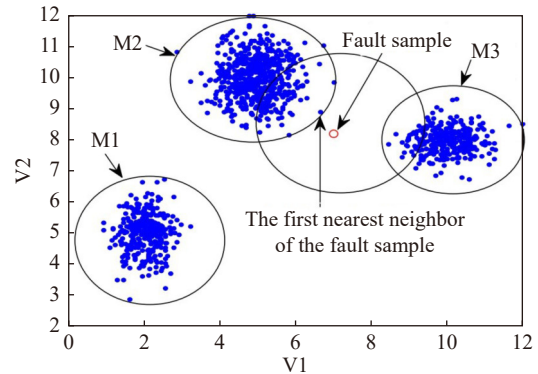 12
11
10
9
8
7
6
5
4
3
2
V2
M2
Fault sample
M3
M1
The first nearest neighbor
of the fault sample
0
2
4
6
8
10
12
V1